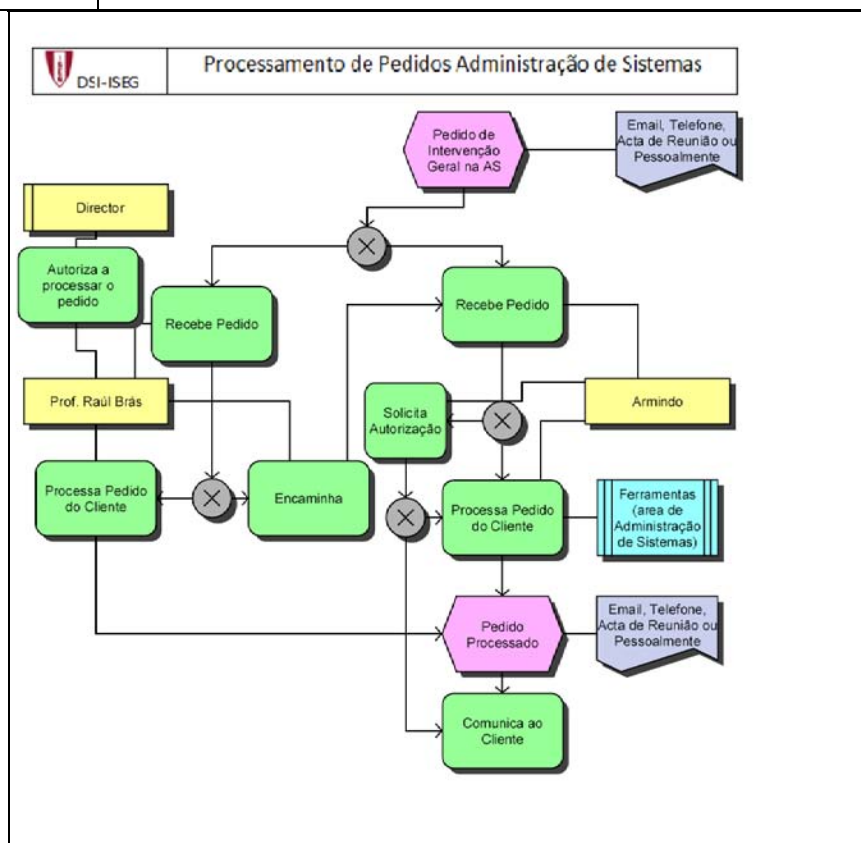 DSI-ISEG
Processamento de Pedidos Administração de Sistemas
Pedido de
Intervenção
Geral na AS
Email, Telefone,
Acta de Reunião ou
Pessoalmente
Director
Autoriza a
processar o
pedido
Recebe Pedido
Recebe Pedido
Prof. Raúl Brás
Solicita
Autorização
Armindo
Processa Pedido
do Cliente
Encaminha
Processa Pedido
do Cliente
Ferramentas
(area de
Administração
de Sistemas)
Pedido
Processado
Email, Telefone,
Acta de Reunião ou
Pessoalmente
Comunica ao
Cliente